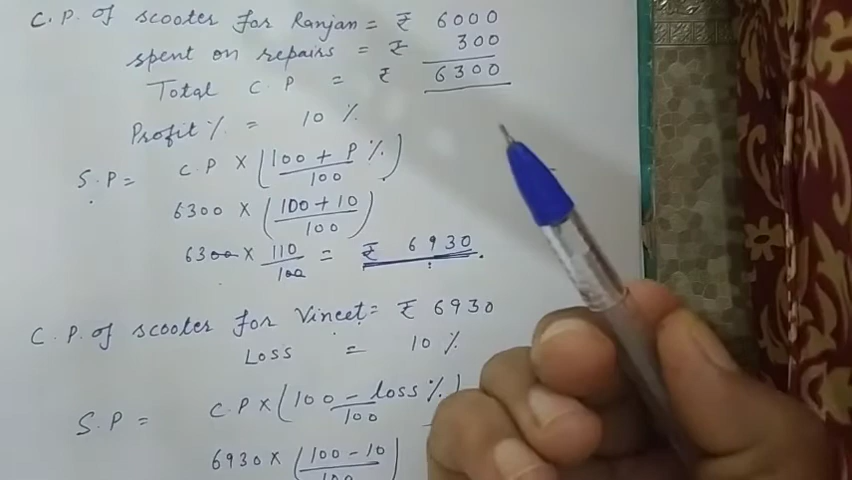 C.P. of scooter for Ranjan = ₹ 6000
spent on repairs = ₹ 300
Total C.P = ₹ 6300
Profit % = 10 %
S.P = C.P × (100 + P % / 100)
6300 × (100 + 10 / 100)
6300 × 110 / 100 = ₹ 6930.
C.P. of scooter for Vineet = ₹ 6930
Loss = 10 %
S.P = C.P × (100 - loss % / 100)
6930 × (100 - 10 / 100)